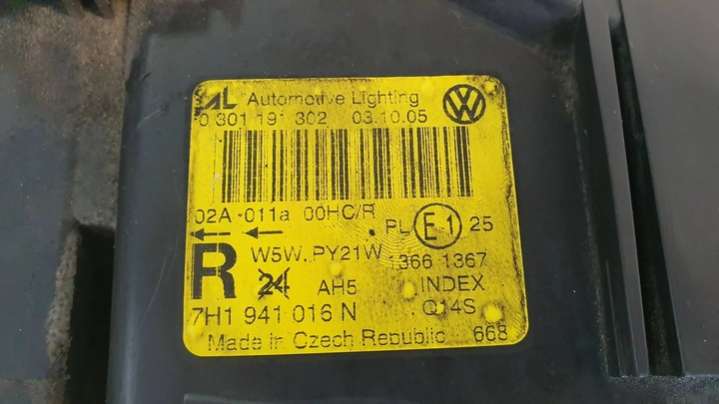 AL Automotive Lighting
0 301 191 302 03.10.05
02A -011a 00HC/R
PL E1 25
R W5W. PY21W 1366 1367
24 AH5 INDEX
7H1 941 016 N Q14S
Made in Czech Republic 668